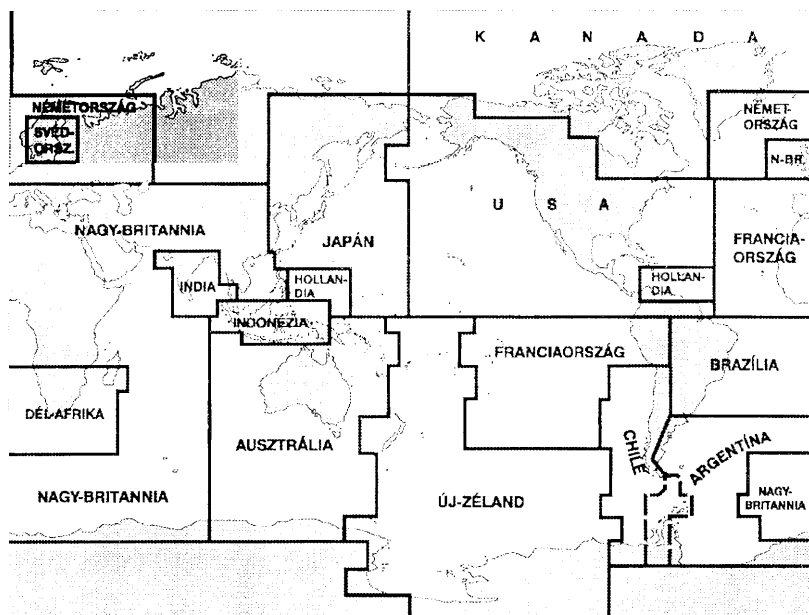 K A N A D A
NÉMETORSZÁG
SVÉD-
ORSZ.
NÉMET-
ORSZÁG
N-BR.
NAGY-BRITANNIA
JAPÁN
U S A
FRANCIA-
ORSZÁG
INDIA
HOLLAN-
DIA
HOLLAN-
DIA
INDONÉZIA
FRANCIAORSZÁG
BRAZÍLIA
DÉL-AFRIKA
AUSZTRÁLIA
CHILE
ARGENTÍNA
NAGY-BRITANNIA
ÚJ-ZÉLAND
NAGY-
BRITANNIA